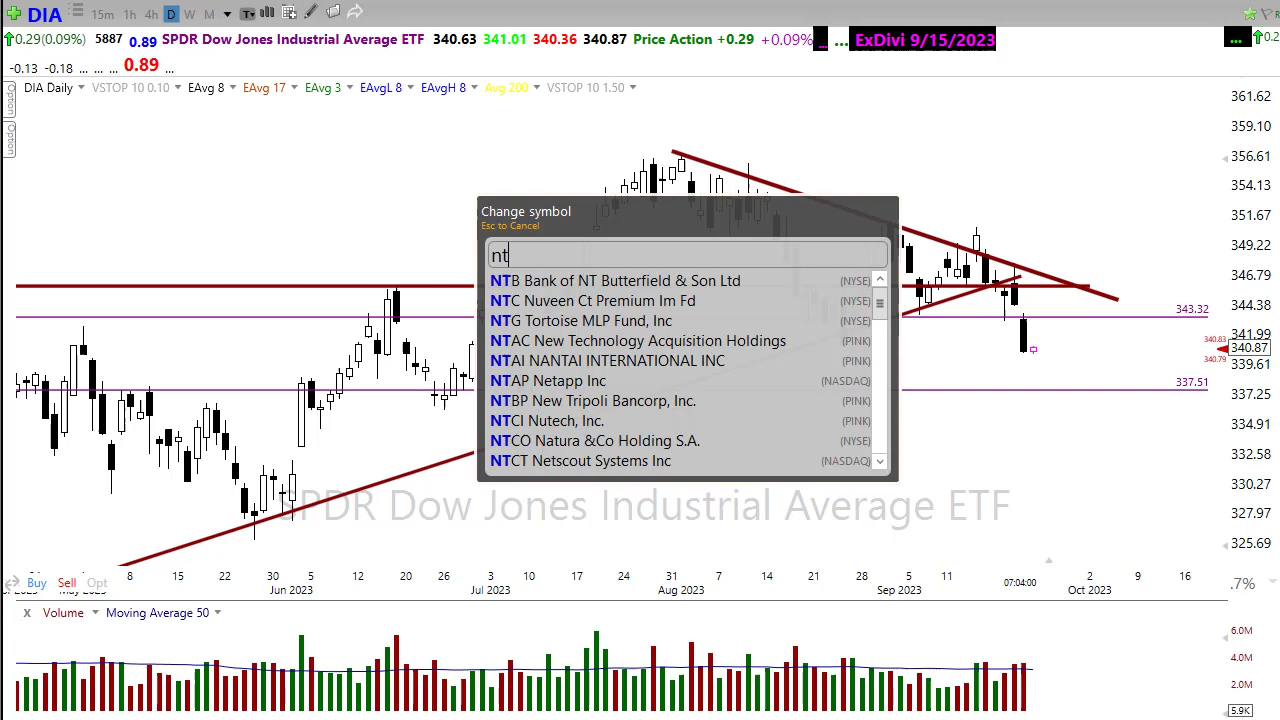 DIA 15m 1h 4h D W M T
0.29(0.09%) 5887 0.89 SPDR Dow Jones Industrial Average ETF 340.63 341.01 340.36 340.87 Price Action +0.29 +0.09% ... ... ExDivi 9/15/2023 ... 0.2
-0.13 -0.18 ... ... ... 0.89 ...
DIA Daily VSTOP 10 0.10 EAvg 8 EAvg 17 EAvg 3 EAvgL 8 EAvgH 8 Avg 200 VSTOP 10 1.50
Option
Option
361.62
359.10
356.61
354.13
351.67
349.22
346.79
344.38
341.99
340.87
339.61
337.25
334.91
332.58
330.27
327.97
325.69
343.32
340.83
340.79
337.51
Change symbol
Esc to Cancel
nt
NTB Bank of NT Butterfield & Son Ltd (NYSE)
NTC Nuveen Ct Premium Im Fd (NYSE)
NTG Tortoise MLP Fund, Inc (NYSE)
NTAC New Technology Acquisition Holdings (PINK)
NTAI NANTAI INTERNATIONAL INC (PINK)
NTAP Netapp Inc (NASDAQ)
NTBP New Tripoli Bancorp, Inc. (PINK)
NTCI Nutech, Inc. (PINK)
NTCO Natura &Co Holding S.A. (NYSE)
NTCT Netscout Systems Inc (NASDAQ)
SPDR Dow Jones Industrial Average ETF
Buy Sell Opt
8 15 22 30 5 12 20 26 3 10 17 24 31 7 14 21 28 5 11 07:04:00 2 9 16
Jun 2023 Jul 2023 Aug 2023 Sep 2023 Oct 2023
.7%
X Volume Moving Average 50
6.0M
4.0M
2.0M
5.9K